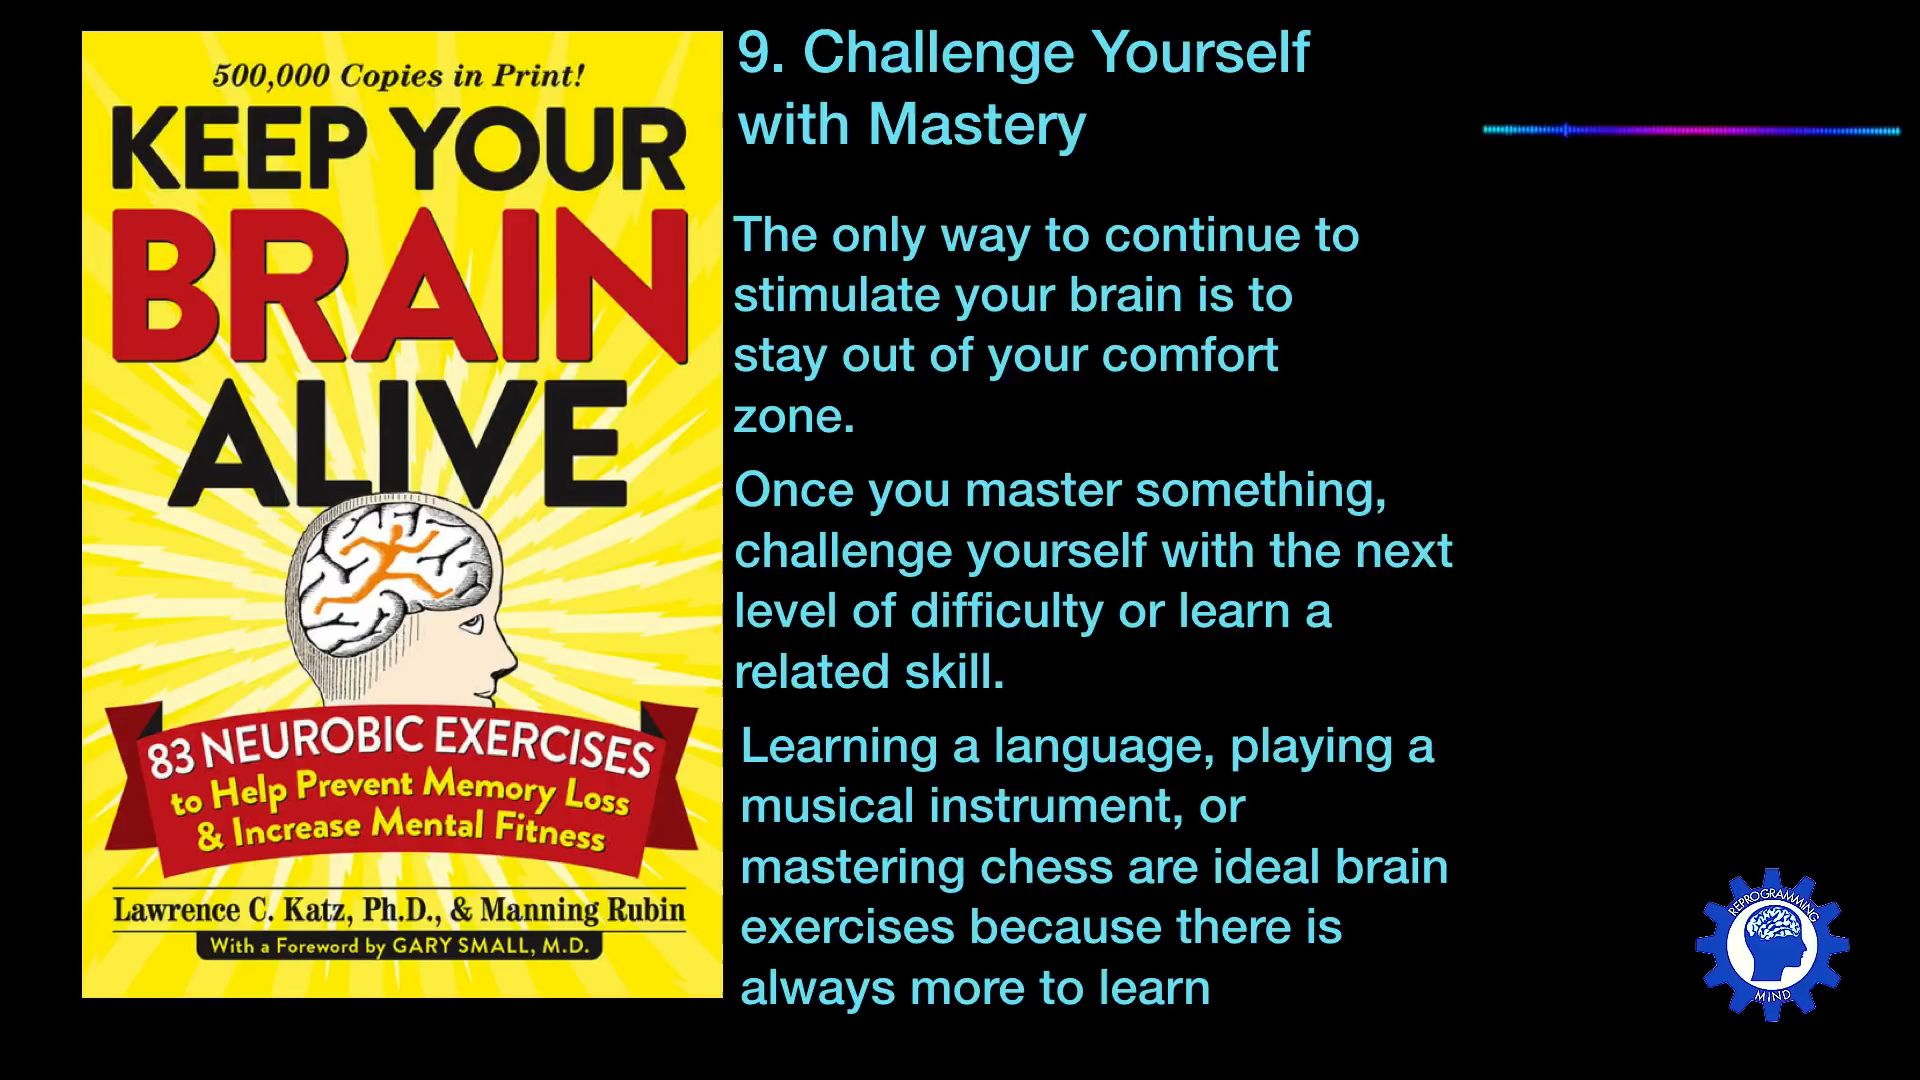 500,000 Copies in Print!
KEEP YOUR
BRAIN
ALIVE
83 NEUROBIC EXERCISES
to Help Prevent Memory Loss
& Increase Mental Fitness
Lawrence C. Katz, Ph.D., & Manning Rubin
With a Foreword by GARY SMALL, M.D.
9. Challenge Yourself
with Mastery
The only way to continue to
stimulate your brain is to
stay out of your comfort
zone.
Once you master something,
challenge yourself with the next
level of difficulty or learn a
related skill.
Learning a language, playing a
musical instrument, or
mastering chess are ideal brain
exercises because there is
always more to learn
REPROGRAMMING
MIND